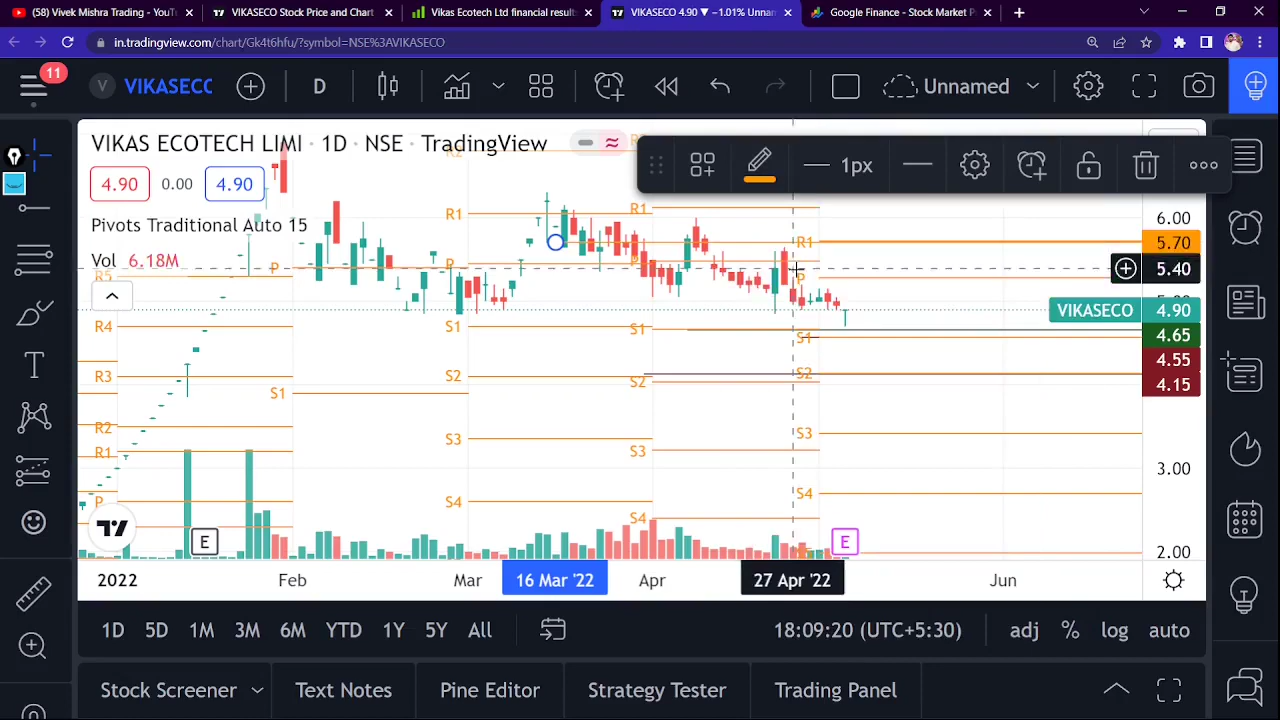 (58) Vivek Mishra Trading - YouT
VIKASECO Stock Price and Chart
Vikas Ecotech Ltd financial result
VIKASECO 4.90 ▼ −1.01% Unnam
Google Finance - Stock Market P
in.tradingview.com/chart/Gk4t6hfu/?symbol=NSE%3AVIKASECO
11
V VIKASECC
D
Unnamed
VIKAS ECOTECH LIMI · 1D · NSE · TradingView
1px
4.90 0.00 4.90
Pivots Traditional Auto 15
Vol 6.18M
R2
R1
R1
R1
R5
P
P
P
R4
S1
S1
S1
R3
S1
S2
S2
S2
R2
R1
S3
S3
S3
P
S4
S4
S4
6.00
5.70
5.40
VIKASECO 4.90
4.65
4.55
4.15
3.00
2.00
E
E
2022 Feb Mar 16 Mar '22 Apr 27 Apr '22 Jun
1D 5D 1M 3M 6M YTD 1Y 5Y All
18:09:20 (UTC+5:30) adj % log auto
Stock Screener Text Notes Pine Editor Strategy Tester Trading Panel